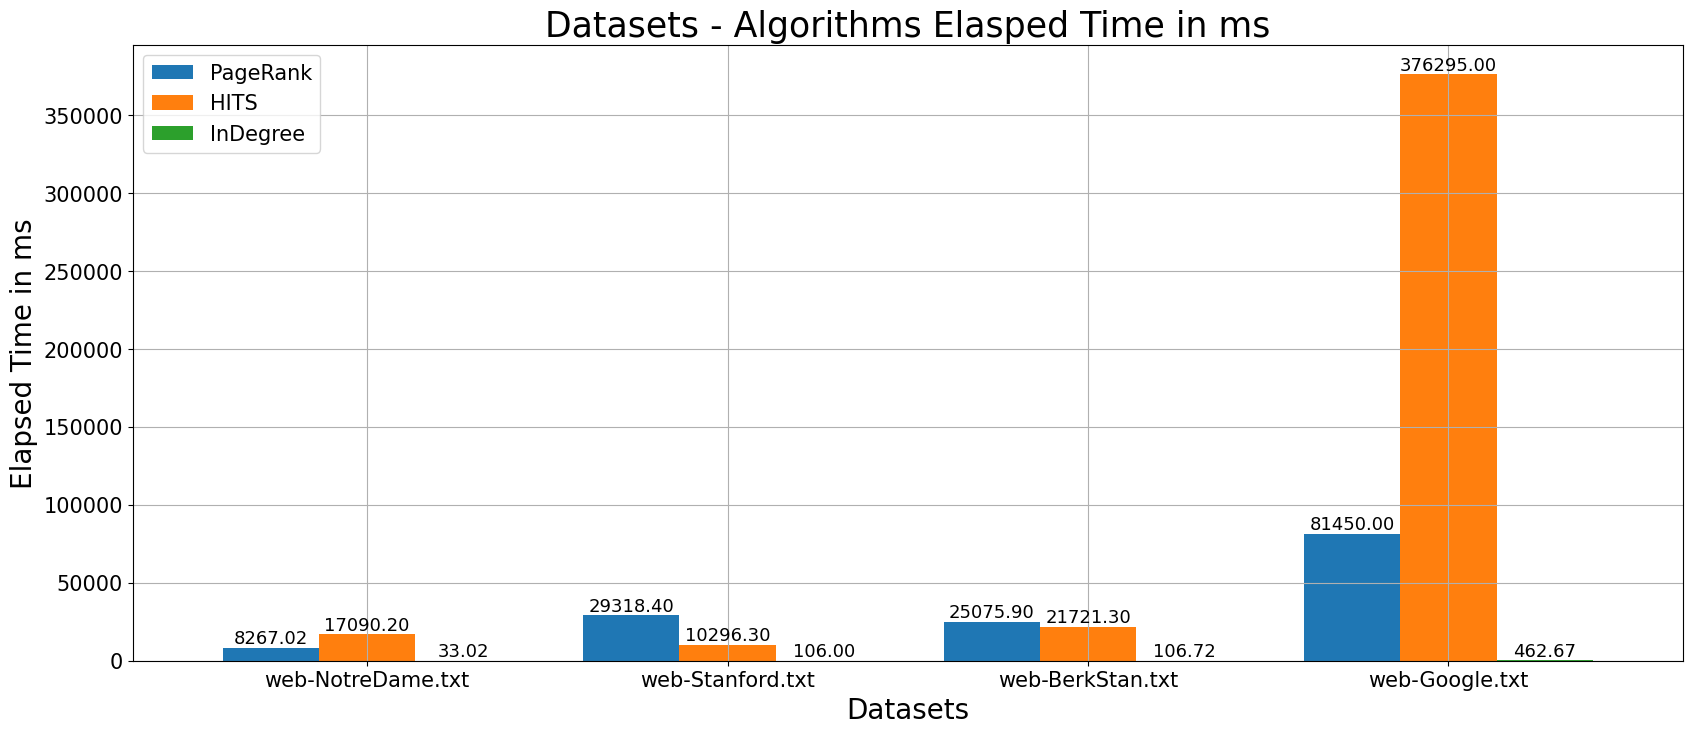 Datasets - Algorithms Elasped Time in ms
PageRank
HITS
InDegree
Elapsed Time in ms
350000
300000
250000
200000
150000
100000
50000
0
8267.02
17090.20
33.02
29318.40
10296.30
106.00
25075.90
21721.30
106.72
81450.00
376295.00
462.67
web-NotreDame.txt
web-Stanford.txt
web-BerkStan.txt
web-Google.txt
Datasets